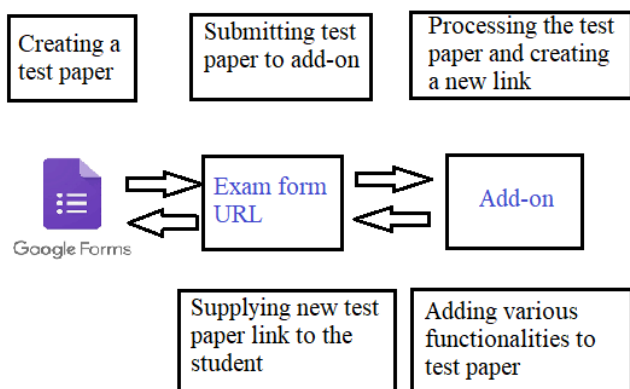 Creating a
test paper
Submitting test
paper to add-on
Processing the test
paper and creating
a new link
Google Forms
Exam form
URL
Add-on
Supplying new test
paper link to the
student
Adding various
functionalities to
test paper